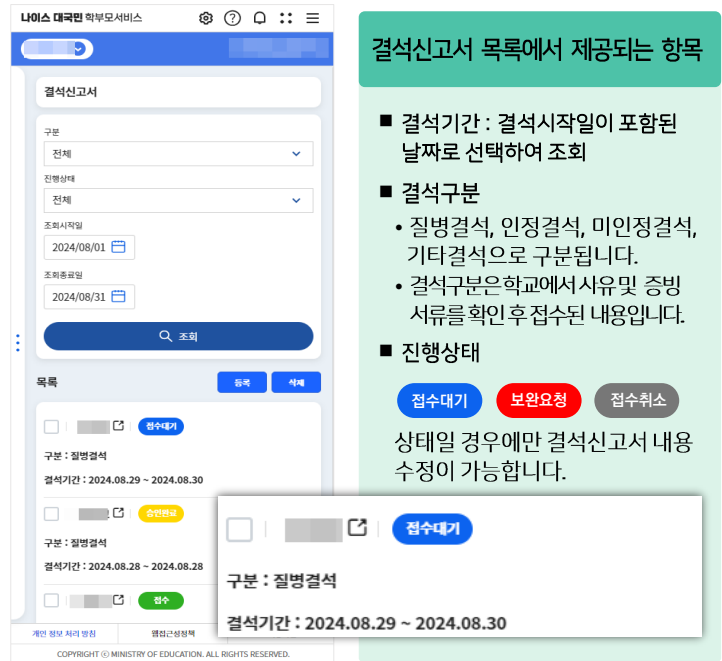 나이스 대국민 학부모서비스
결석신고서
구분
전체
진행상태
전체
조회시작일
2024/08/01
조회종료일
2024/08/31
조회
목록
등록
삭제
접수대기
구분 : 질병결석
결석기간 : 2024.08.29 ~ 2024.08.30
승인완료
구분 : 질병결석
결석기간 : 2024.08.28 ~ 2024.08.28
접수
개인 정보 처리 방침
웹접근성정책
COPYRIGHT ⓒ MINISTRY OF EDUCATION. ALL RIGHTS RESERVED.
결석신고서 목록에서 제공되는 항목
■ 결석기간 : 결석시작일이 포함된
날짜로 선택하여 조회
■ 결석구분
• 질병결석, 인정결석, 미인정결석,
기타결석으로 구분됩니다.
• 결석구분은 학교에서 사유 및 증빙
서류를 확인 후 접수된 내용입니다.
■ 진행상태
접수대기 보완요청 접수취소
상태일 경우에만 결석신고서 내용
수정이 가능합니다.
접수대기
구분 : 질병결석
결석기간 : 2024.08.29 ~ 2024.08.30